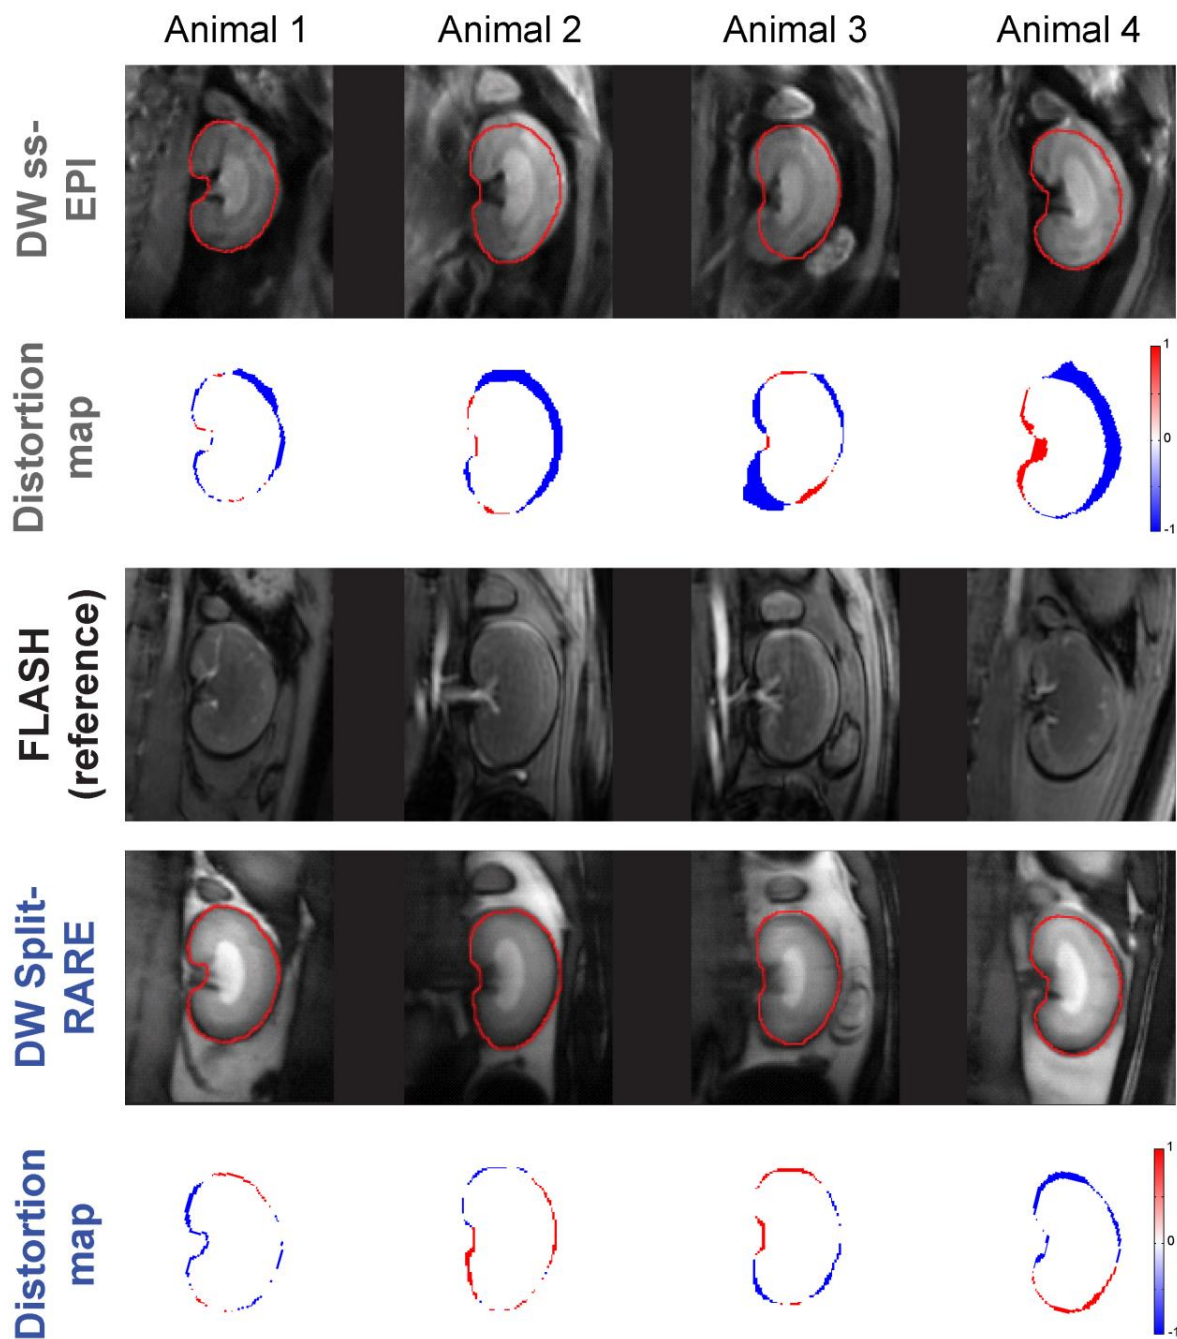 Animal 1
Animal 2
Animal 3
Animal 4
DW ss-
EPI
Distortion
map
1
0
-1
FLASH
(reference)
DW Split-
RARE
Distortion
map
1
0
-1